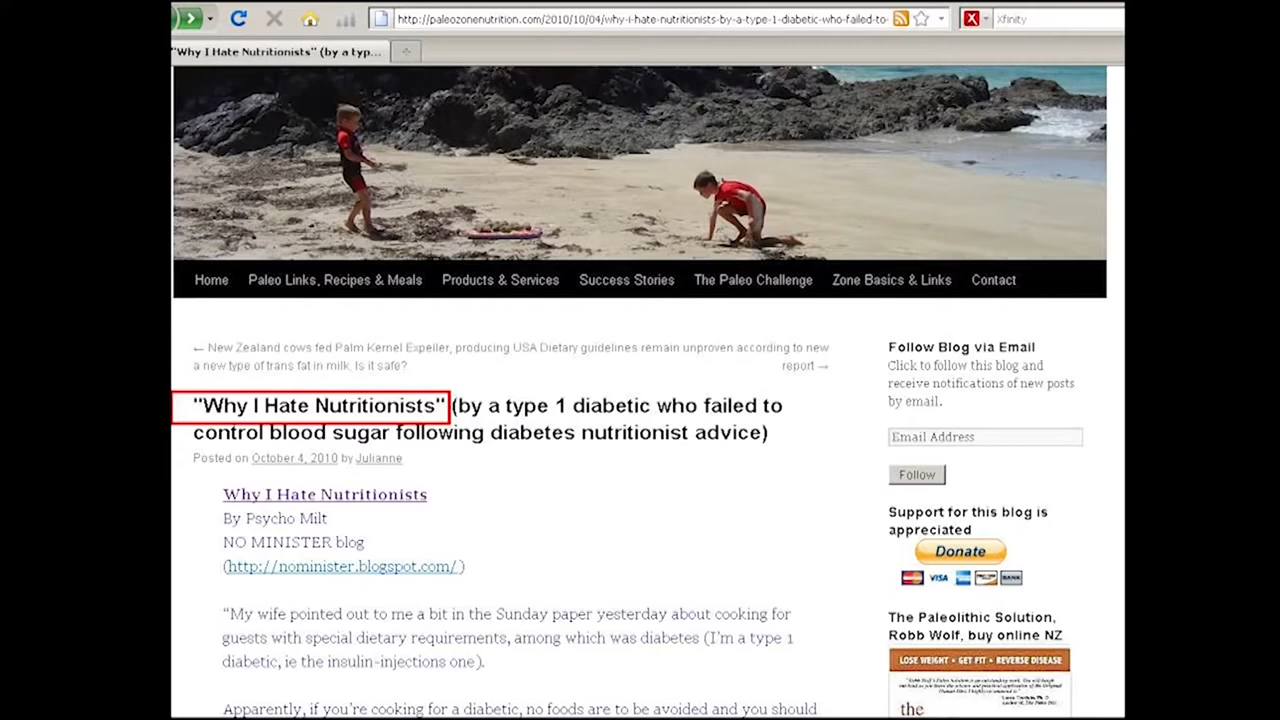 http://paleozonenutrition.com/2010/10/04/why-i-hate-nutritionists-by-a-type-1-diabetic-who-failed-to-
Xfinity
"Why I Hate Nutritionists" (by a typ...
Home Paleo Links, Recipes & Meals Products & Services Success Stories The Paleo Challenge Zone Basics & Links Contact
← New Zealand cows fed Palm Kernel Expeller, producing
a new type of trans fat in milk. Is it safe?
USA Dietary guidelines remain unproven according to new
report →
"Why I Hate Nutritionists" (by a type 1 diabetic who failed to
control blood sugar following diabetes nutritionist advice)
Posted on October 4, 2010 by Julianne
Why I Hate Nutritionists
By Psycho Milt
NO MINISTER blog
(http://nominister.blogspot.com/)
“My wife pointed out to me a bit in the Sunday paper yesterday about cooking for
guests with special dietary requirements, among which was diabetes (I’m a type 1
diabetic, ie the insulin-injections one).
Apparently, if you’re cooking for a diabetic, no foods are to be avoided and you should
Follow Blog via Email
Click to follow this blog and
receive notifications of new posts
by email.
Email Address
Follow
Support for this blog is
appreciated
Donate
VISA
BANK
The Paleolithic Solution,
Robb Wolf, buy online NZ
LOSE WEIGHT • GET FIT • REVERSE DISEASE
the